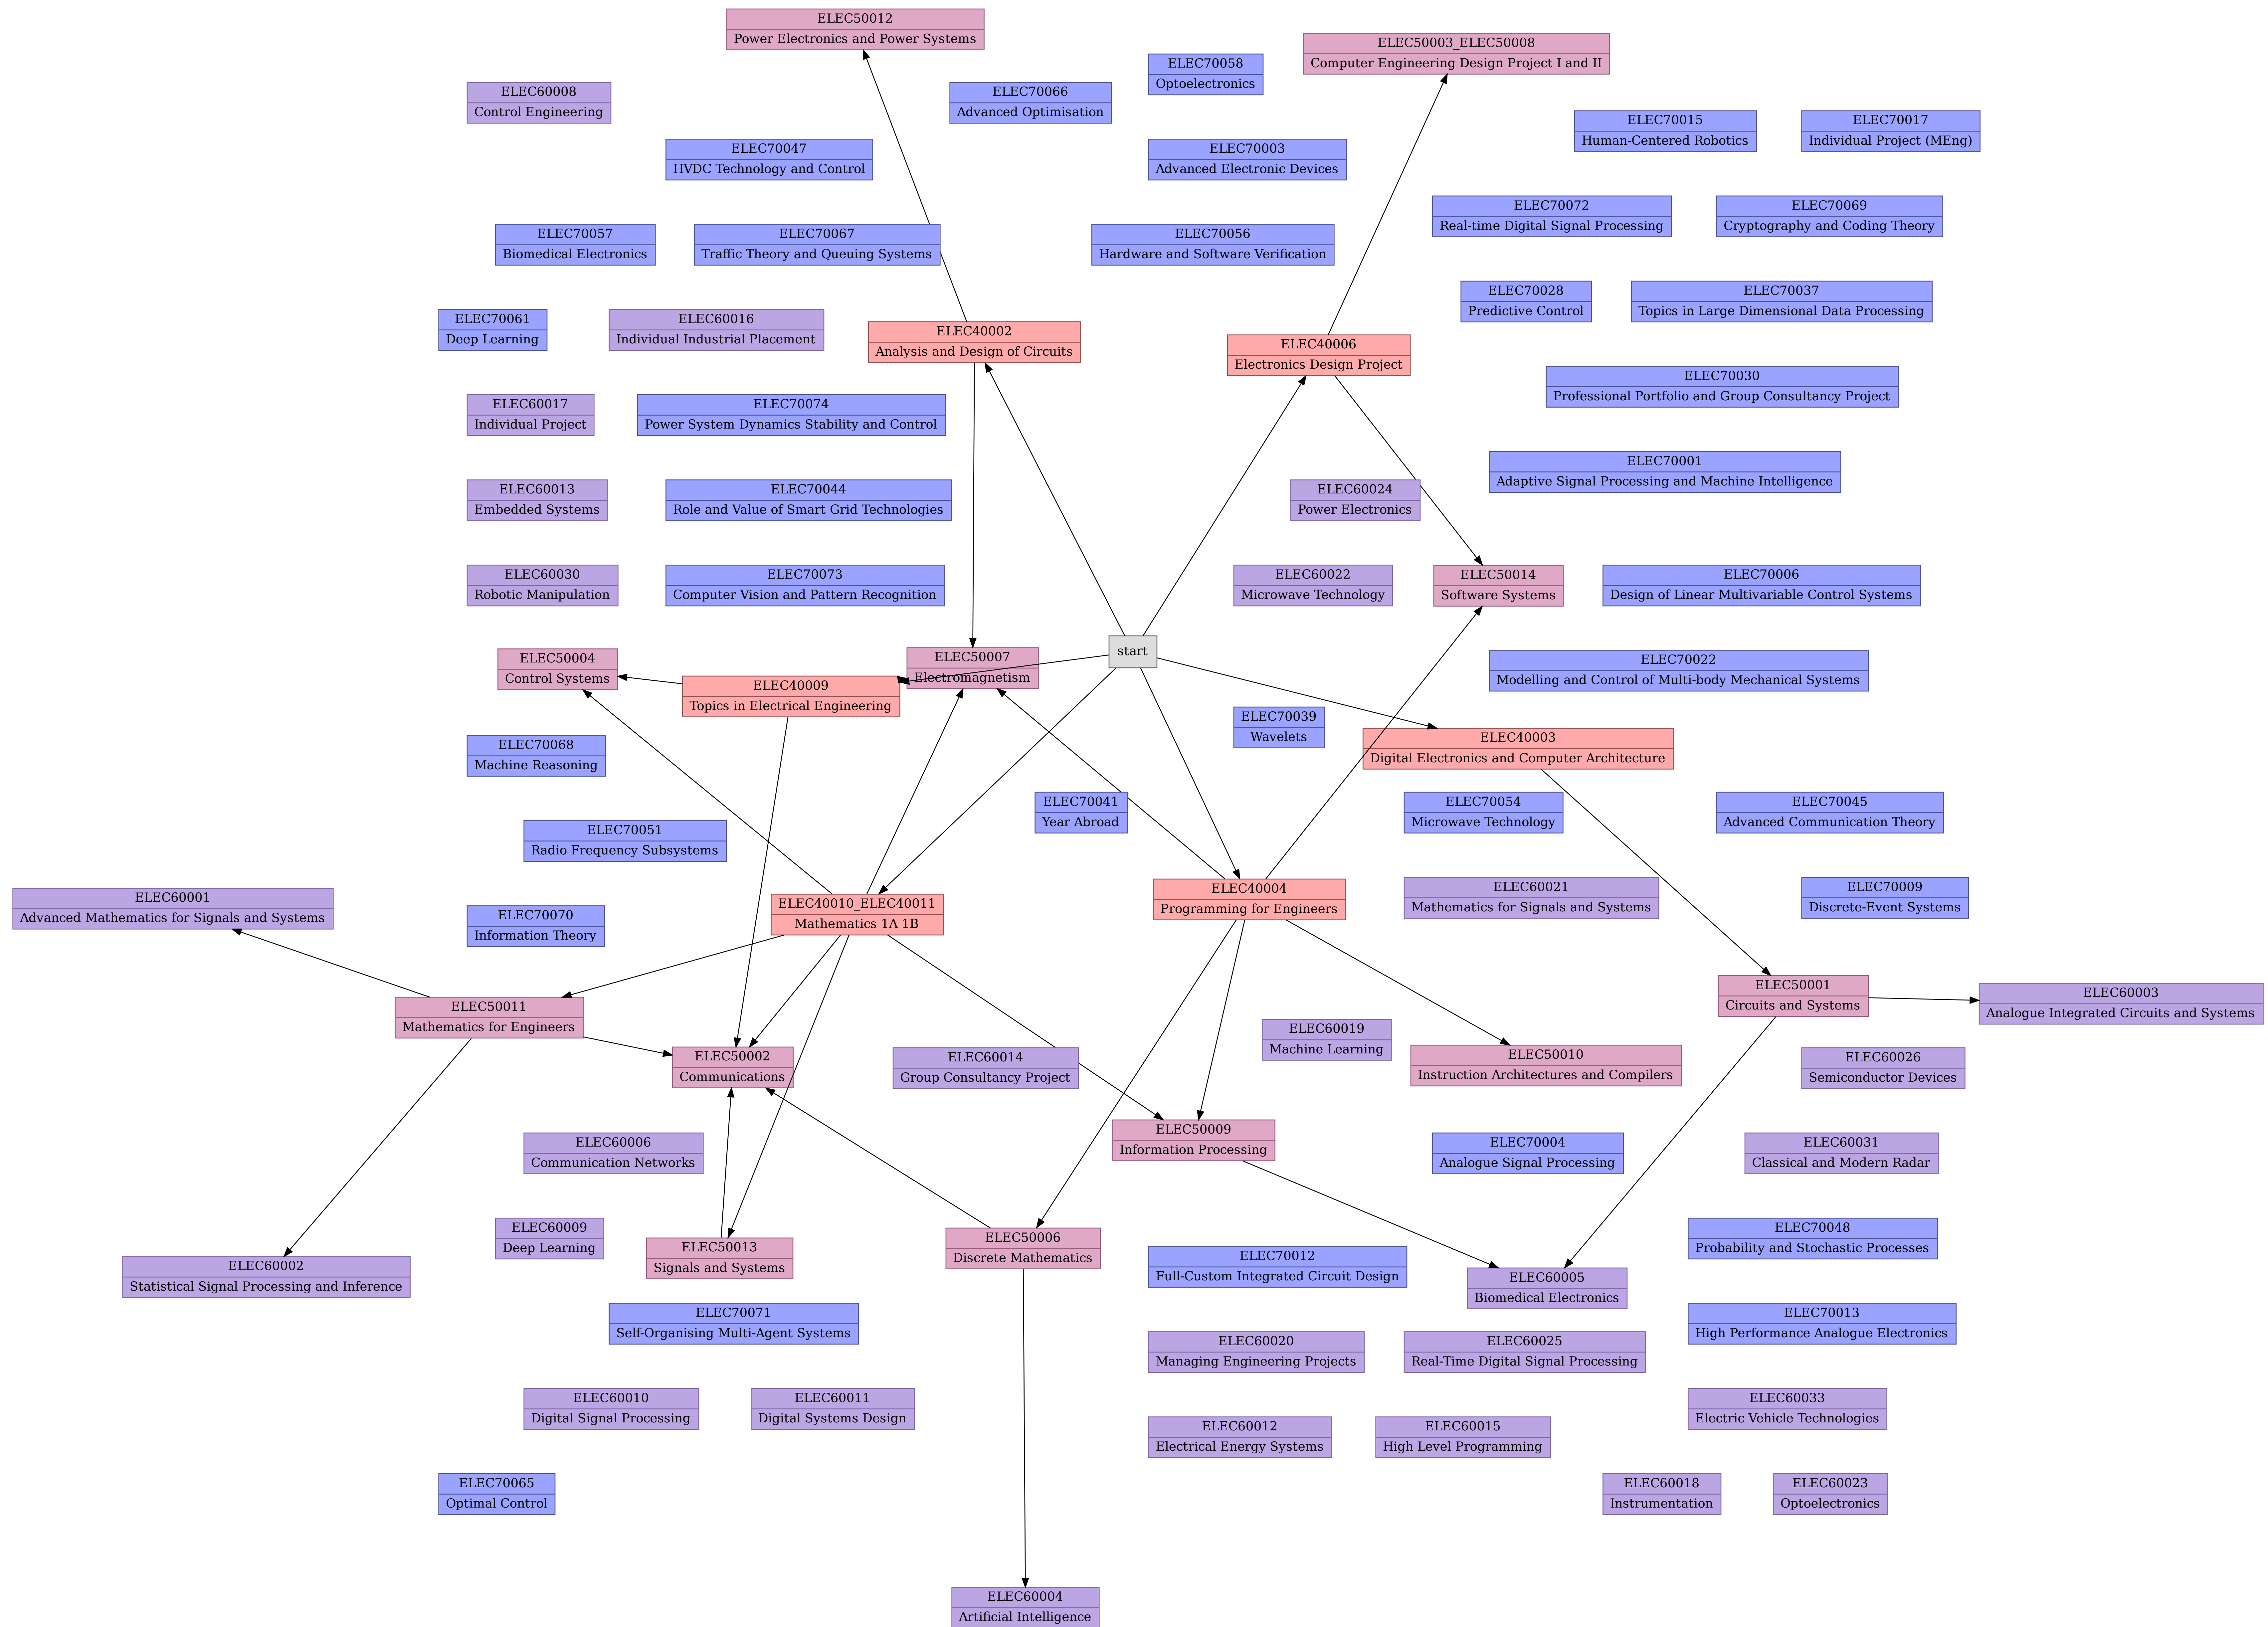 ELEC50012
Power Electronics and Power Systems
ELEC50003_ELEC50008
Computer Engineering Design Project I and II
ELEC70058
Optoelectronics
ELEC60008
Control Engineering
ELEC70066
Advanced Optimisation
ELEC70015
Human-Centered Robotics
ELEC70017
Individual Project (MEng)
ELEC70047
HVDC Technology and Control
ELEC70003
Advanced Electronic Devices
ELEC70072
Real-time Digital Signal Processing
ELEC70069
Cryptography and Coding Theory
ELEC70057
Biomedical Electronics
ELEC70067
Traffic Theory and Queuing Systems
ELEC70056
Hardware and Software Verification
ELEC70028
Predictive Control
ELEC70037
Topics in Large Dimensional Data Processing
ELEC70061
Deep Learning
ELEC60016
Individual Industrial Placement
ELEC40002
Analysis and Design of Circuits
ELEC40006
Electronics Design Project
ELEC70030
Professional Portfolio and Group Consultancy Project
ELEC60017
Individual Project
ELEC70074
Power System Dynamics Stability and Control
ELEC70001
Adaptive Signal Processing and Machine Intelligence
ELEC60013
Embedded Systems
ELEC70044
Role and Value of Smart Grid Technologies
ELEC60024
Power Electronics
ELEC60030
Robotic Manipulation
ELEC70073
Computer Vision and Pattern Recognition
ELEC60022
Microwave Technology
ELEC50014
Software Systems
ELEC70006
Design of Linear Multivariable Control Systems
start
ELEC50004
Control Systems
ELEC50007
Electromagnetism
ELEC70022
Modelling and Control of Multi-body Mechanical Systems
ELEC40009
Topics in Electrical Engineering
ELEC70039
Wavelets
ELEC40003
Digital Electronics and Computer Architecture
ELEC70068
Machine Reasoning
ELEC70041
Year Abroad
ELEC70054
Microwave Technology
ELEC70045
Advanced Communication Theory
ELEC70051
Radio Frequency Subsystems
ELEC40004
Programming for Engineers
ELEC60021
Mathematics for Signals and Systems
ELEC70009
Discrete-Event Systems
ELEC60001
Advanced Mathematics for Signals and Systems
ELEC40010_ELEC40011
Mathematics 1A 1B
ELEC70070
Information Theory
ELEC50001
Circuits and Systems
ELEC60003
Analogue Integrated Circuits and Systems
ELEC50011
Mathematics for Engineers
ELEC60019
Machine Learning
ELEC50002
Communications
ELEC60014
Group Consultancy Project
ELEC50010
Instruction Architectures and Compilers
ELEC60026
Semiconductor Devices
ELEC50009
Information Processing
ELEC60006
Communication Networks
ELEC70004
Analogue Signal Processing
ELEC60031
Classical and Modern Radar
ELEC60009
Deep Learning
ELEC50013
Signals and Systems
ELEC50006
Discrete Mathematics
ELEC70048
Probability and Stochastic Processes
ELEC60002
Statistical Signal Processing and Inference
ELEC70012
Full-Custom Integrated Circuit Design
ELEC60005
Biomedical Electronics
ELEC70071
Self-Organising Multi-Agent Systems
ELEC70013
High Performance Analogue Electronics
ELEC60020
Managing Engineering Projects
ELEC60025
Real-Time Digital Signal Processing
ELEC60010
Digital Signal Processing
ELEC60011
Digital Systems Design
ELEC60033
Electric Vehicle Technologies
ELEC60012
Electrical Energy Systems
ELEC60015
High Level Programming
ELEC70065
Optimal Control
ELEC60018
Instrumentation
ELEC60023
Optoelectronics
ELEC60004
Artificial Intelligence